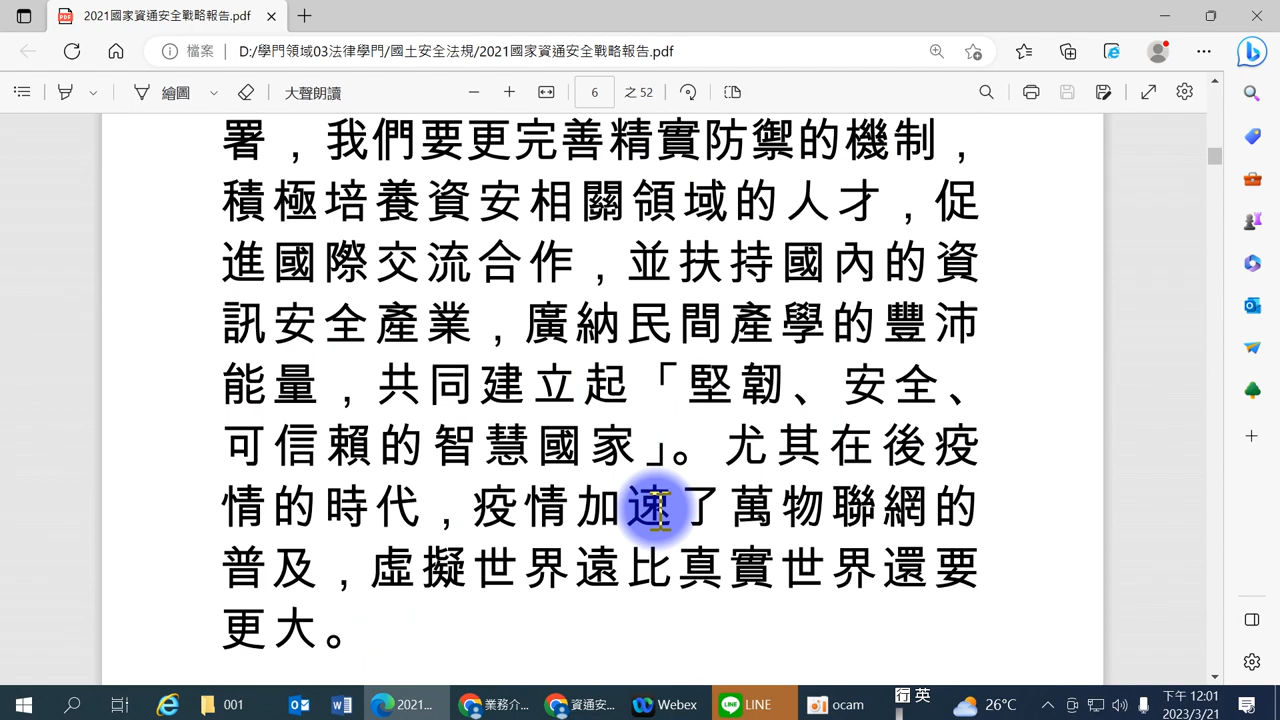 2021國家資通安全戰略報告.pdf
檔案
D:/學門領域03法律學門/國土安全法規/2021國家資通安全戰略報告.pdf
繪圖
大聲朗讀
6
之 52
署，我們要更完善精實防禦的機制，
積極培養資安相關領域的人才，促
進國際交流合作，並扶持國內的資
訊安全產業，廣納民間產學的豐沛
能量，共同建立起「堅韌、安全、
可信賴的智慧國家」。尤其在後疫
情的時代，疫情加速了萬物聯網的
普及，虛擬世界遠比真實世界還要
更大。
001
2021...
業務介...
資通安...
Webex
LINE
ocam
行 英
26°C
下午 12:01
2023/3/21